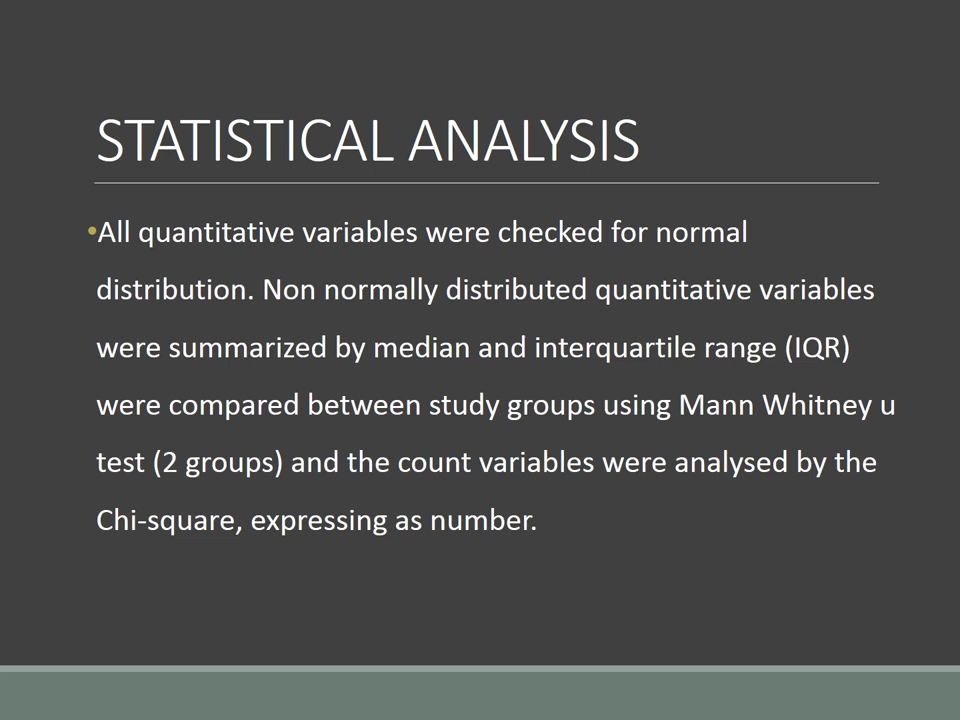 STATISTICAL ANALYSIS
•All quantitative variables were checked for normal
distribution. Non normally distributed quantitative variables
were summarized by median and interquartile range (IQR)
were compared between study groups using Mann Whitney u
test (2 groups) and the count variables were analysed by the
Chi-square, expressing as number.